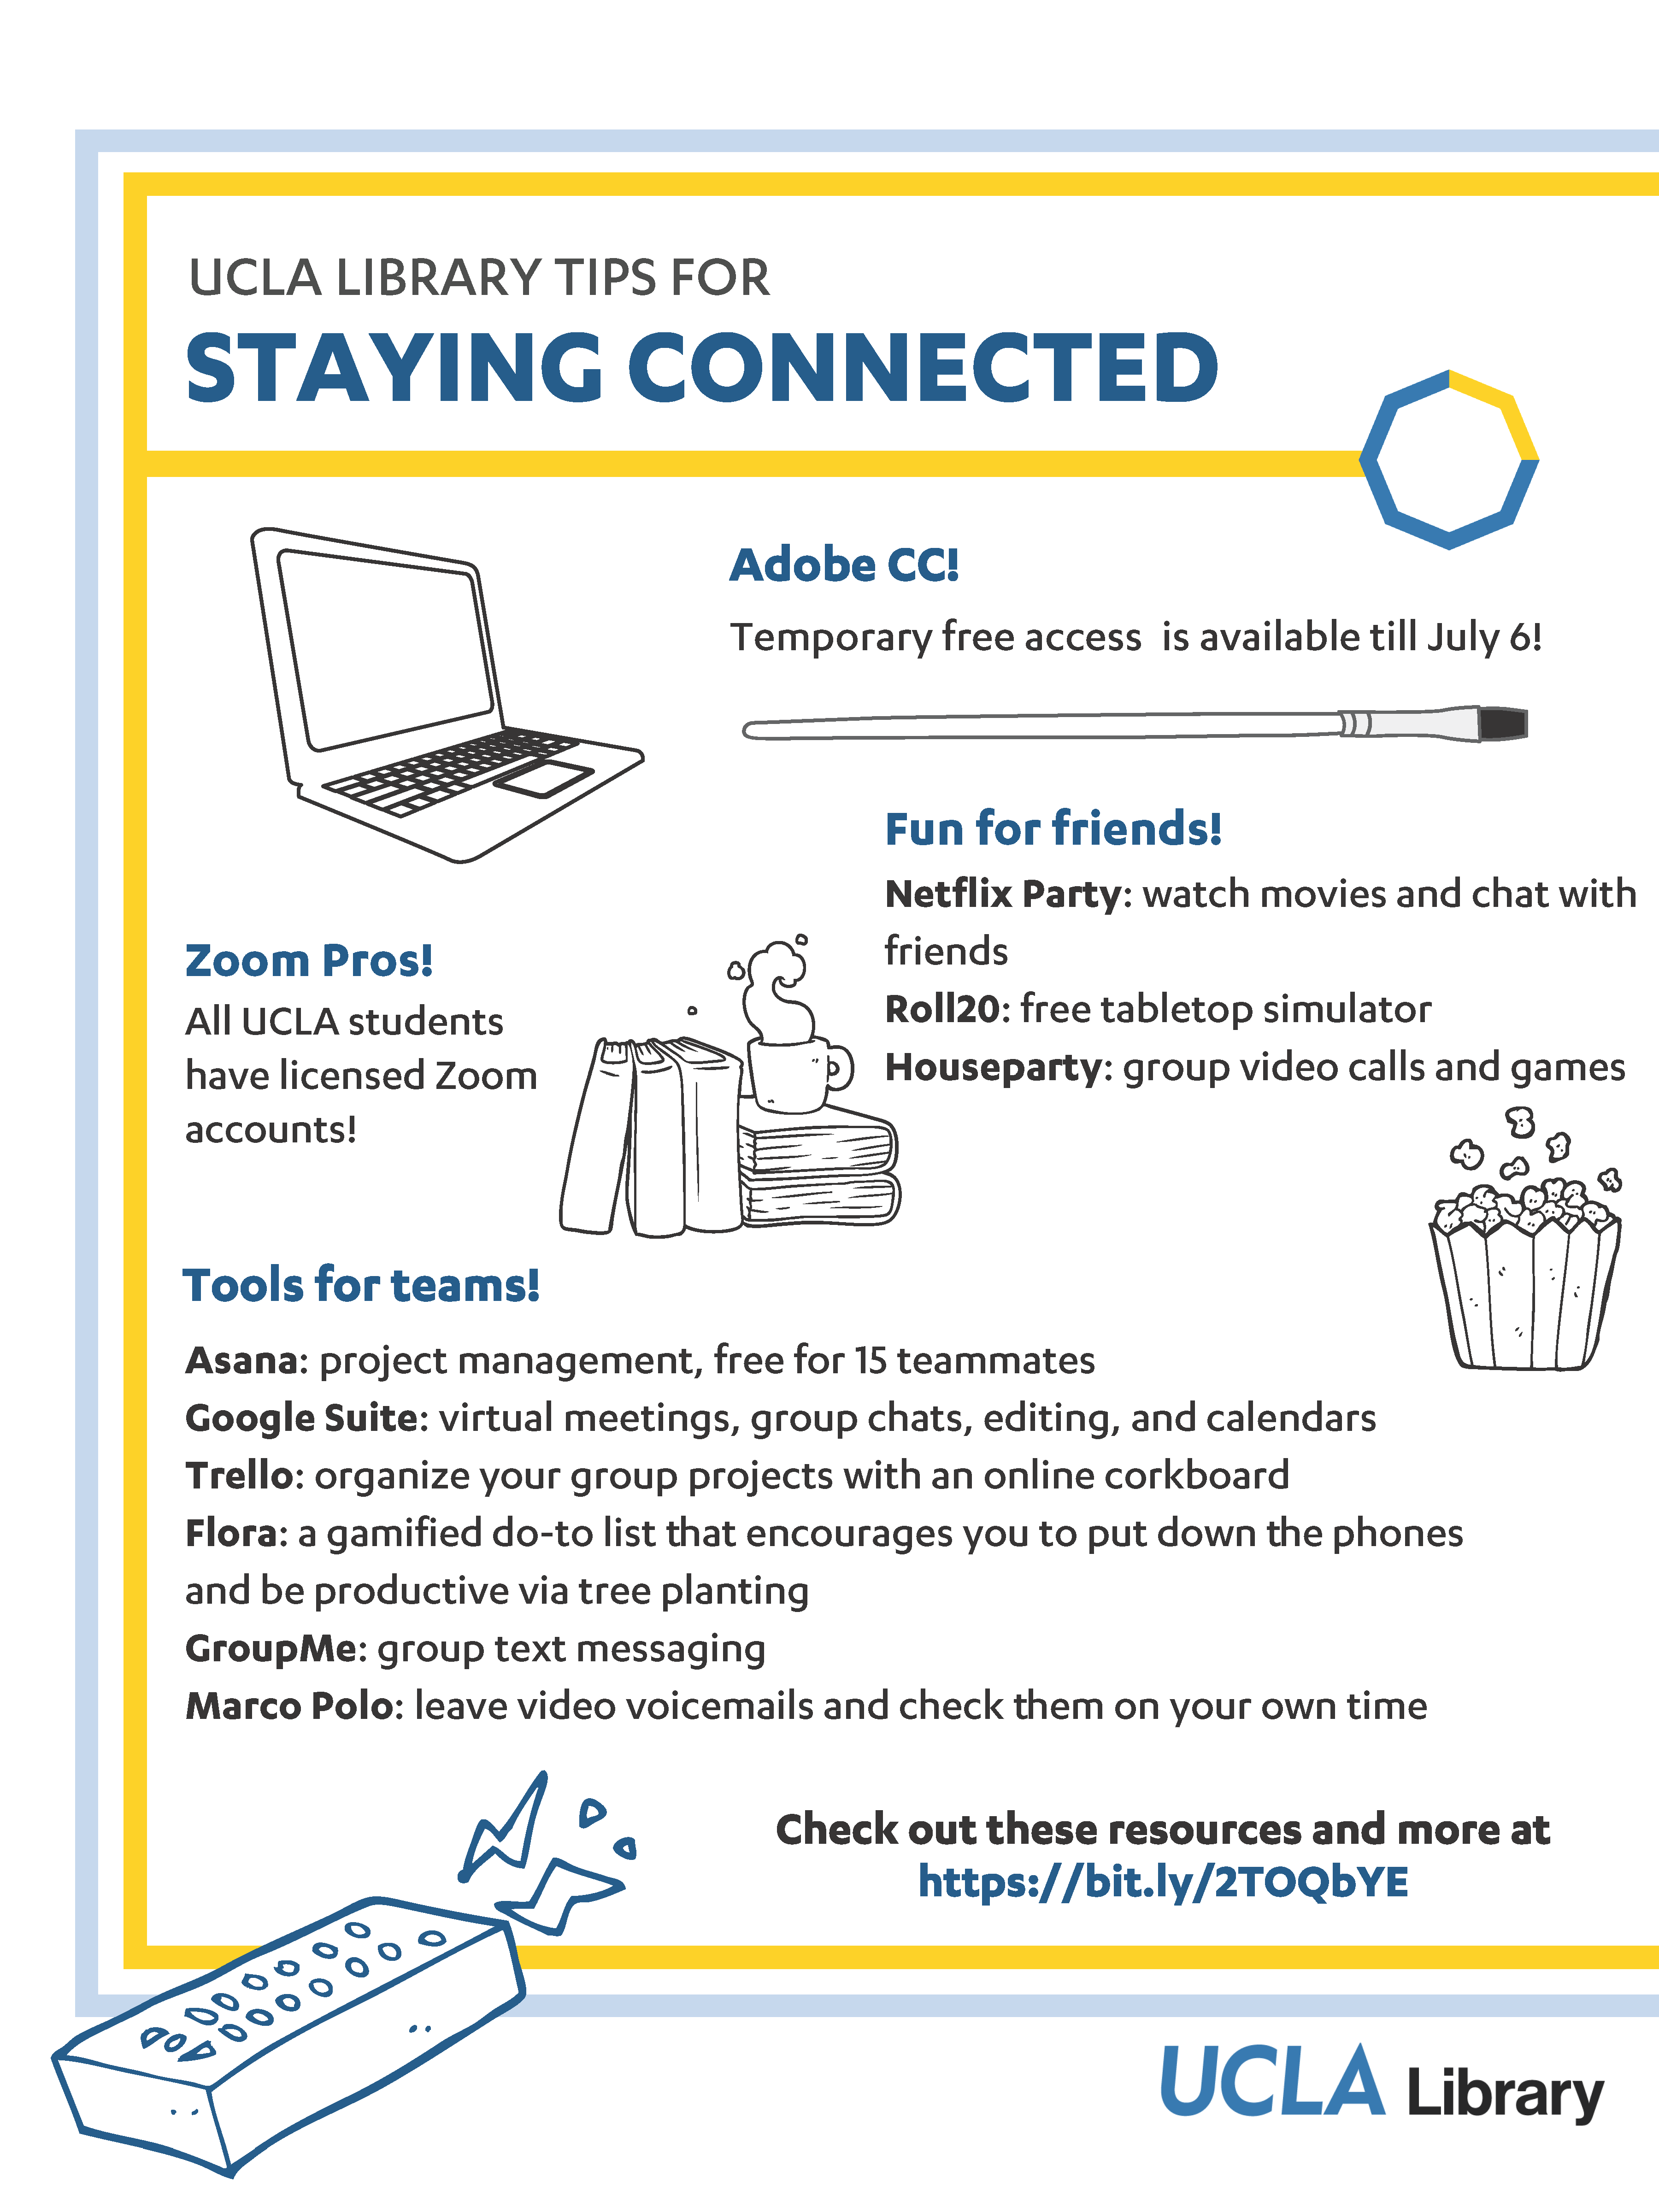 UCLA LIBRARY TIPS FOR
STAYING CONNECTED
Adobe CC!
Temporary free access is available till July 6!
Fun for friends!
Netflix Party: watch movies and chat with
friends
Roll20: free tabletop simulator
Houseparty: group video calls and games
Zoom Pros!
All UCLA students
have licensed Zoom
accounts!
Tools for teams!
Asana: project management, free for 15 teammates
Google Suite: virtual meetings, group chats, editing, and calendars
Trello: organize your group projects with an online corkboard
Flora: a gamified do-to list that encourages you to put down the phones
and be productive via tree planting
GroupMe: group text messaging
Marco Polo: leave video voicemails and check them on your own time
Check out these resources and more at
https://bit.ly/2TOQbYE
UCLA Library